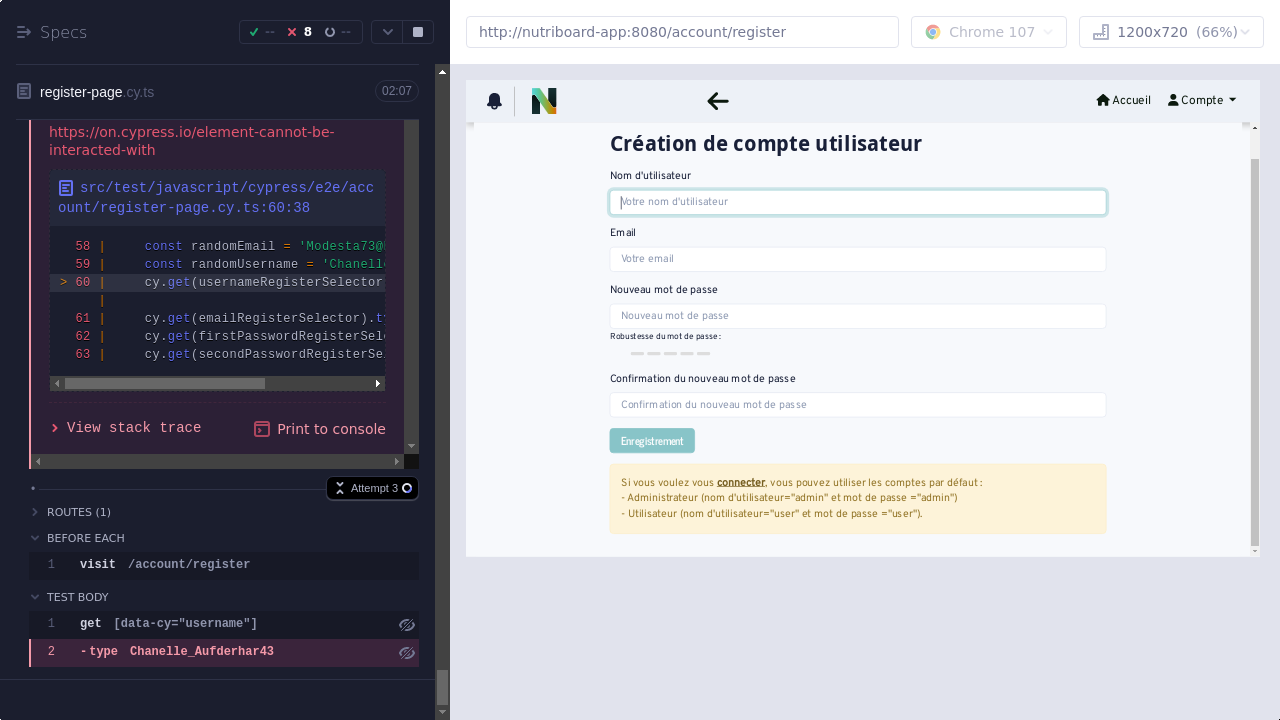 Specs
--
8
--
register-page.cy.ts
02:07
https://on.cypress.io/element-cannot-be-
interacted-with
src/test/javascript/cypress/e2e/acc
ount/register-page.cy.ts:60:38
58 | const randomEmail = 'Modesta73@
59 | const randomUsername = 'Chanell
> 60 | cy.get(usernameRegisterSelector
|
61 | cy.get(emailRegisterSelector).t
62 | cy.get(firstPasswordRegisterSel
63 | cy.get(secondPasswordRegisterSe
View stack trace
Print to console
Attempt 3
ROUTES (1)
BEFORE EACH
1 visit /account/register
TEST BODY
1 get [data-cy="username"]
2 -type Chanelle_Aufderhar43
http://nutriboard-app:8080/account/register
Chrome 107
1200x720 (66%)
N
Accueil
Compte
Création de compte utilisateur
Nom d'utilisateur
Votre nom d'utilisateur
Email
Votre email
Nouveau mot de passe
Nouveau mot de passe
Robustesse du mot de passe :
Confirmation du nouveau mot de passe
Confirmation du nouveau mot de passe
Enregistrement
Si vous voulez vous connecter, vous pouvez utiliser les comptes par défaut :
- Administrateur (nom d'utilisateur="admin" et mot de passe ="admin")
- Utilisateur (nom d'utilisateur="user" et mot de passe ="user").